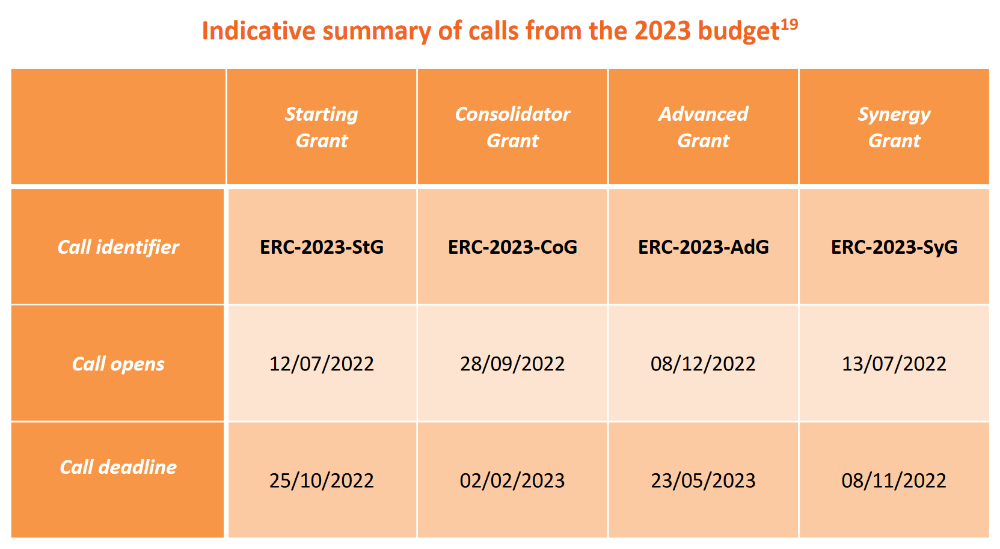 Indicative summary of calls from the 2023 budget19
Starting Grant
Consolidator Grant
Advanced Grant
Synergy Grant
Call identifier
ERC-2023-StG
ERC-2023-CoG
ERC-2023-AdG
ERC-2023-SyG
Call opens
12/07/2022
28/09/2022
08/12/2022
13/07/2022
Call deadline
25/10/2022
02/02/2023
23/05/2023
08/11/2022